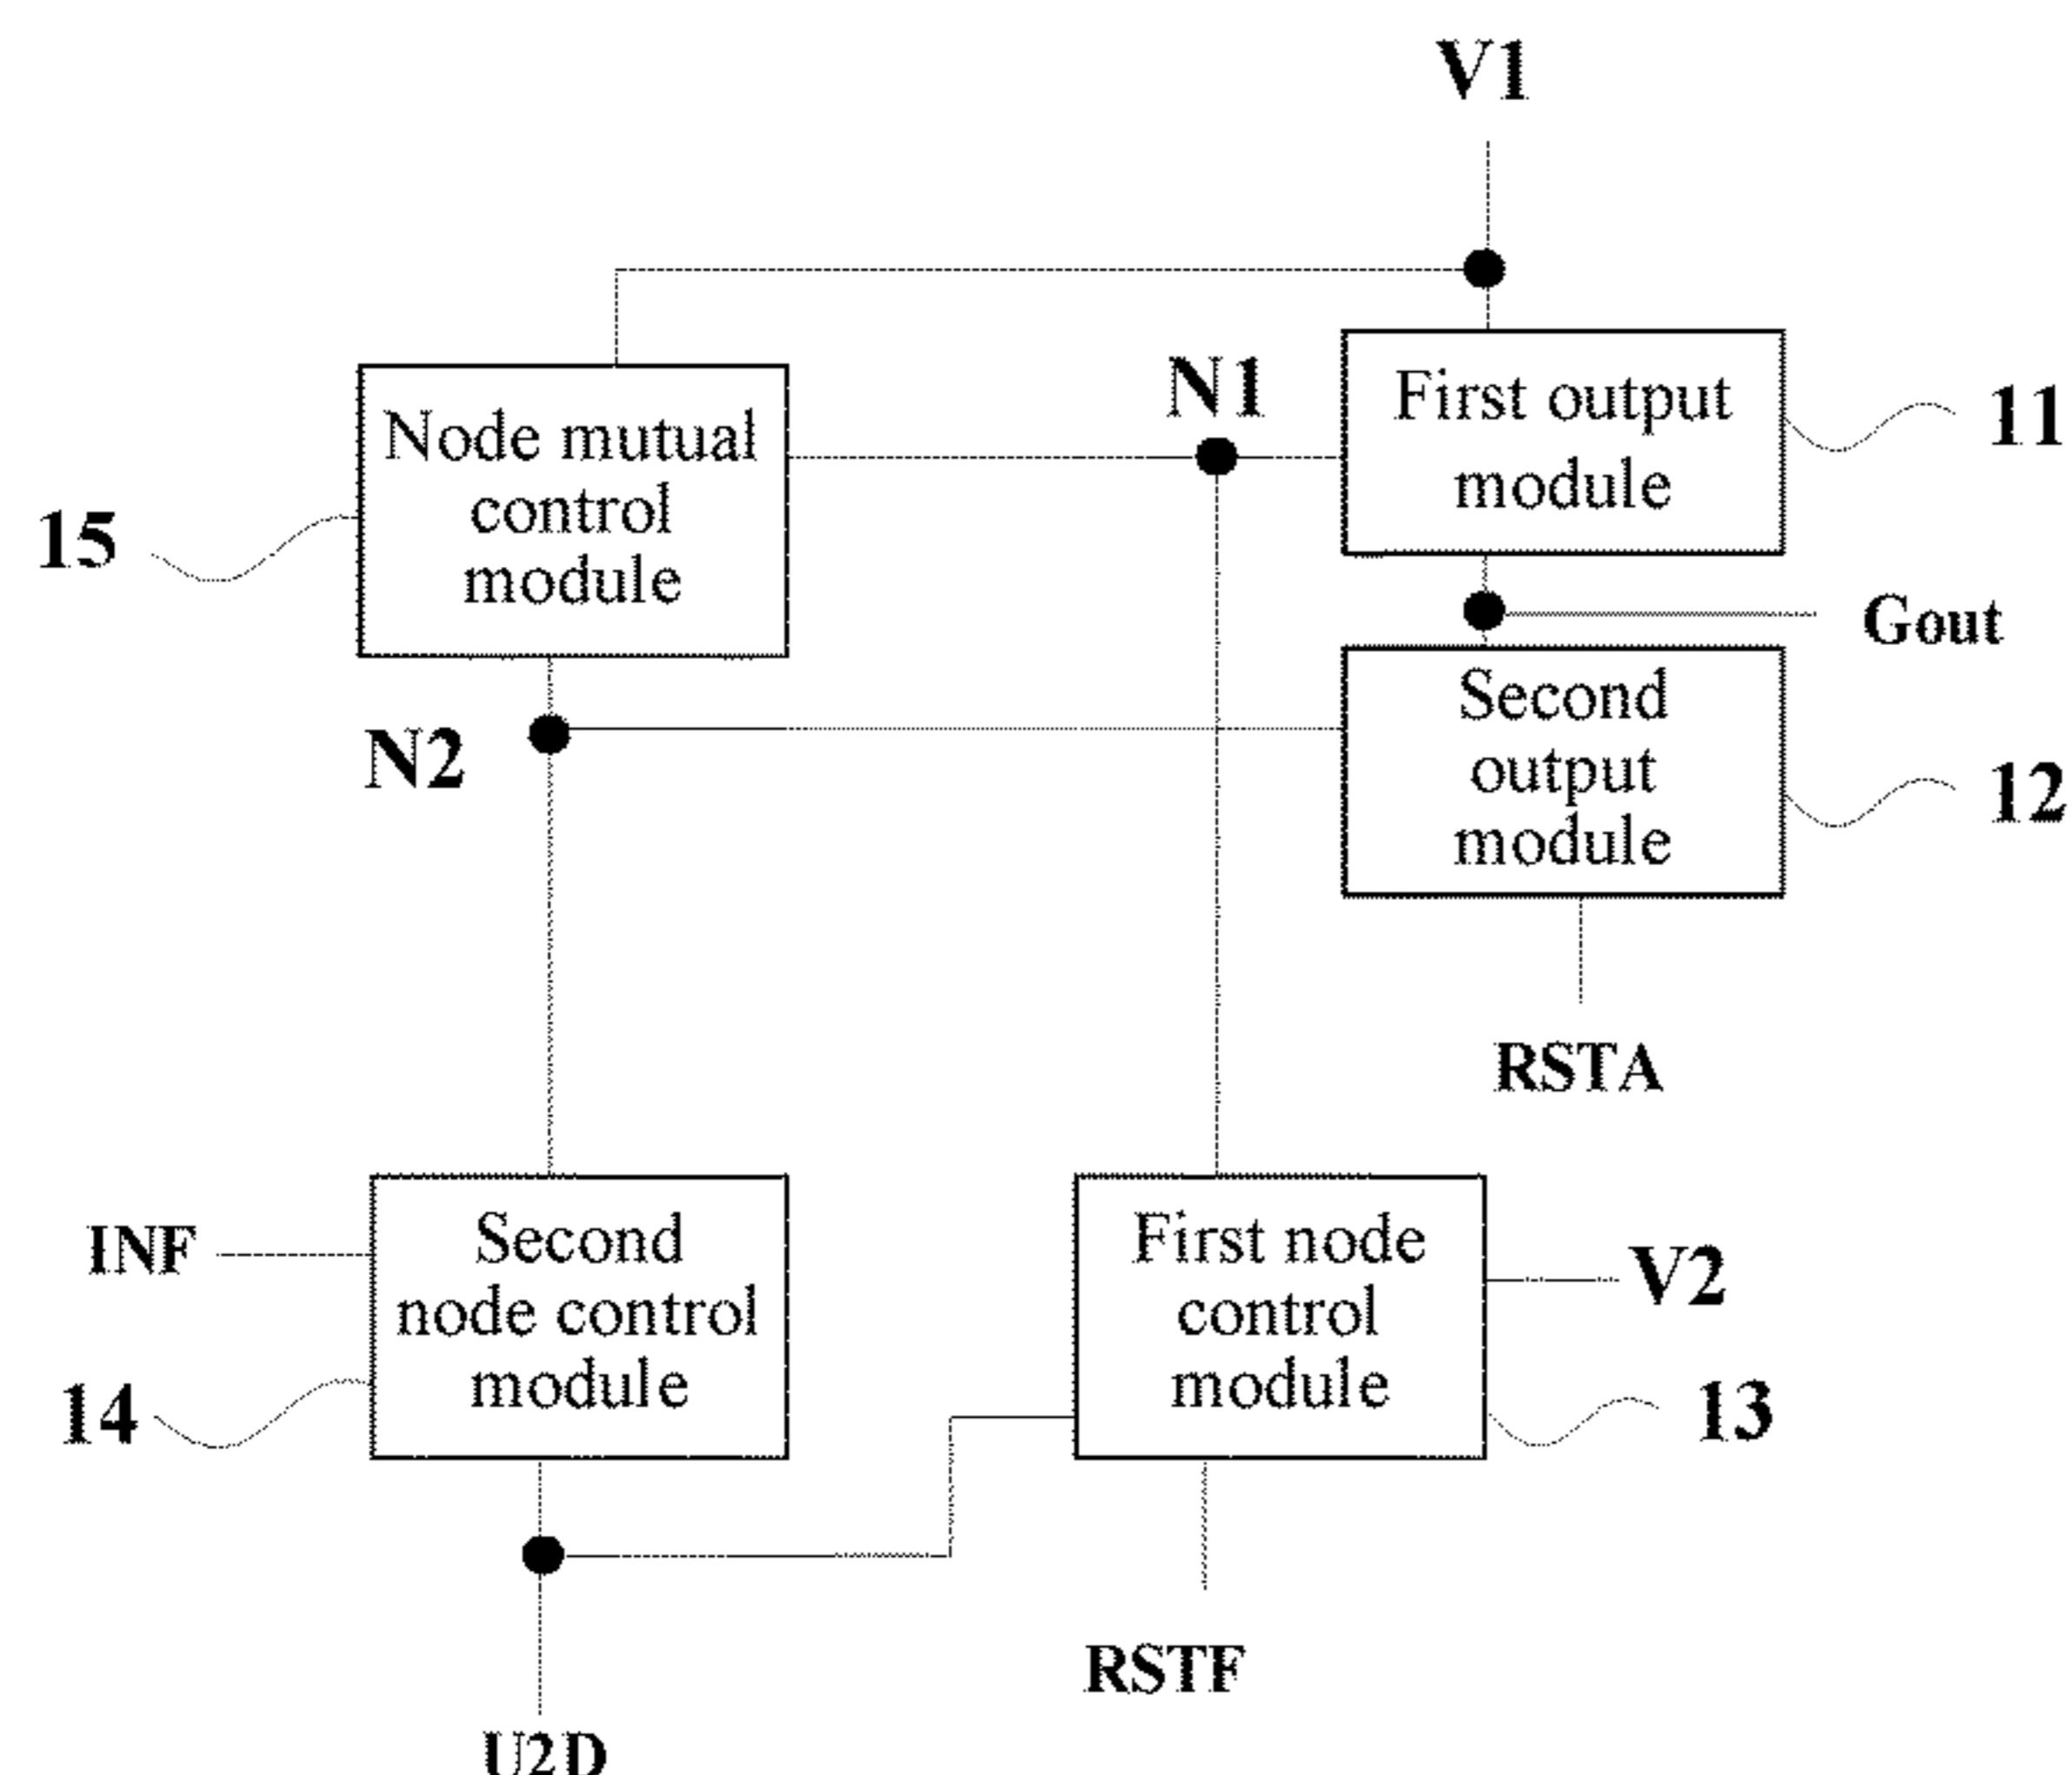 V1
N1
First output
module
11
Node mutual
control
module
15
Gout
N2
Second
output
module
12
RSTA
INF
Second
node control
module
14
First node
control
module
V2
13
RSTF
U2D